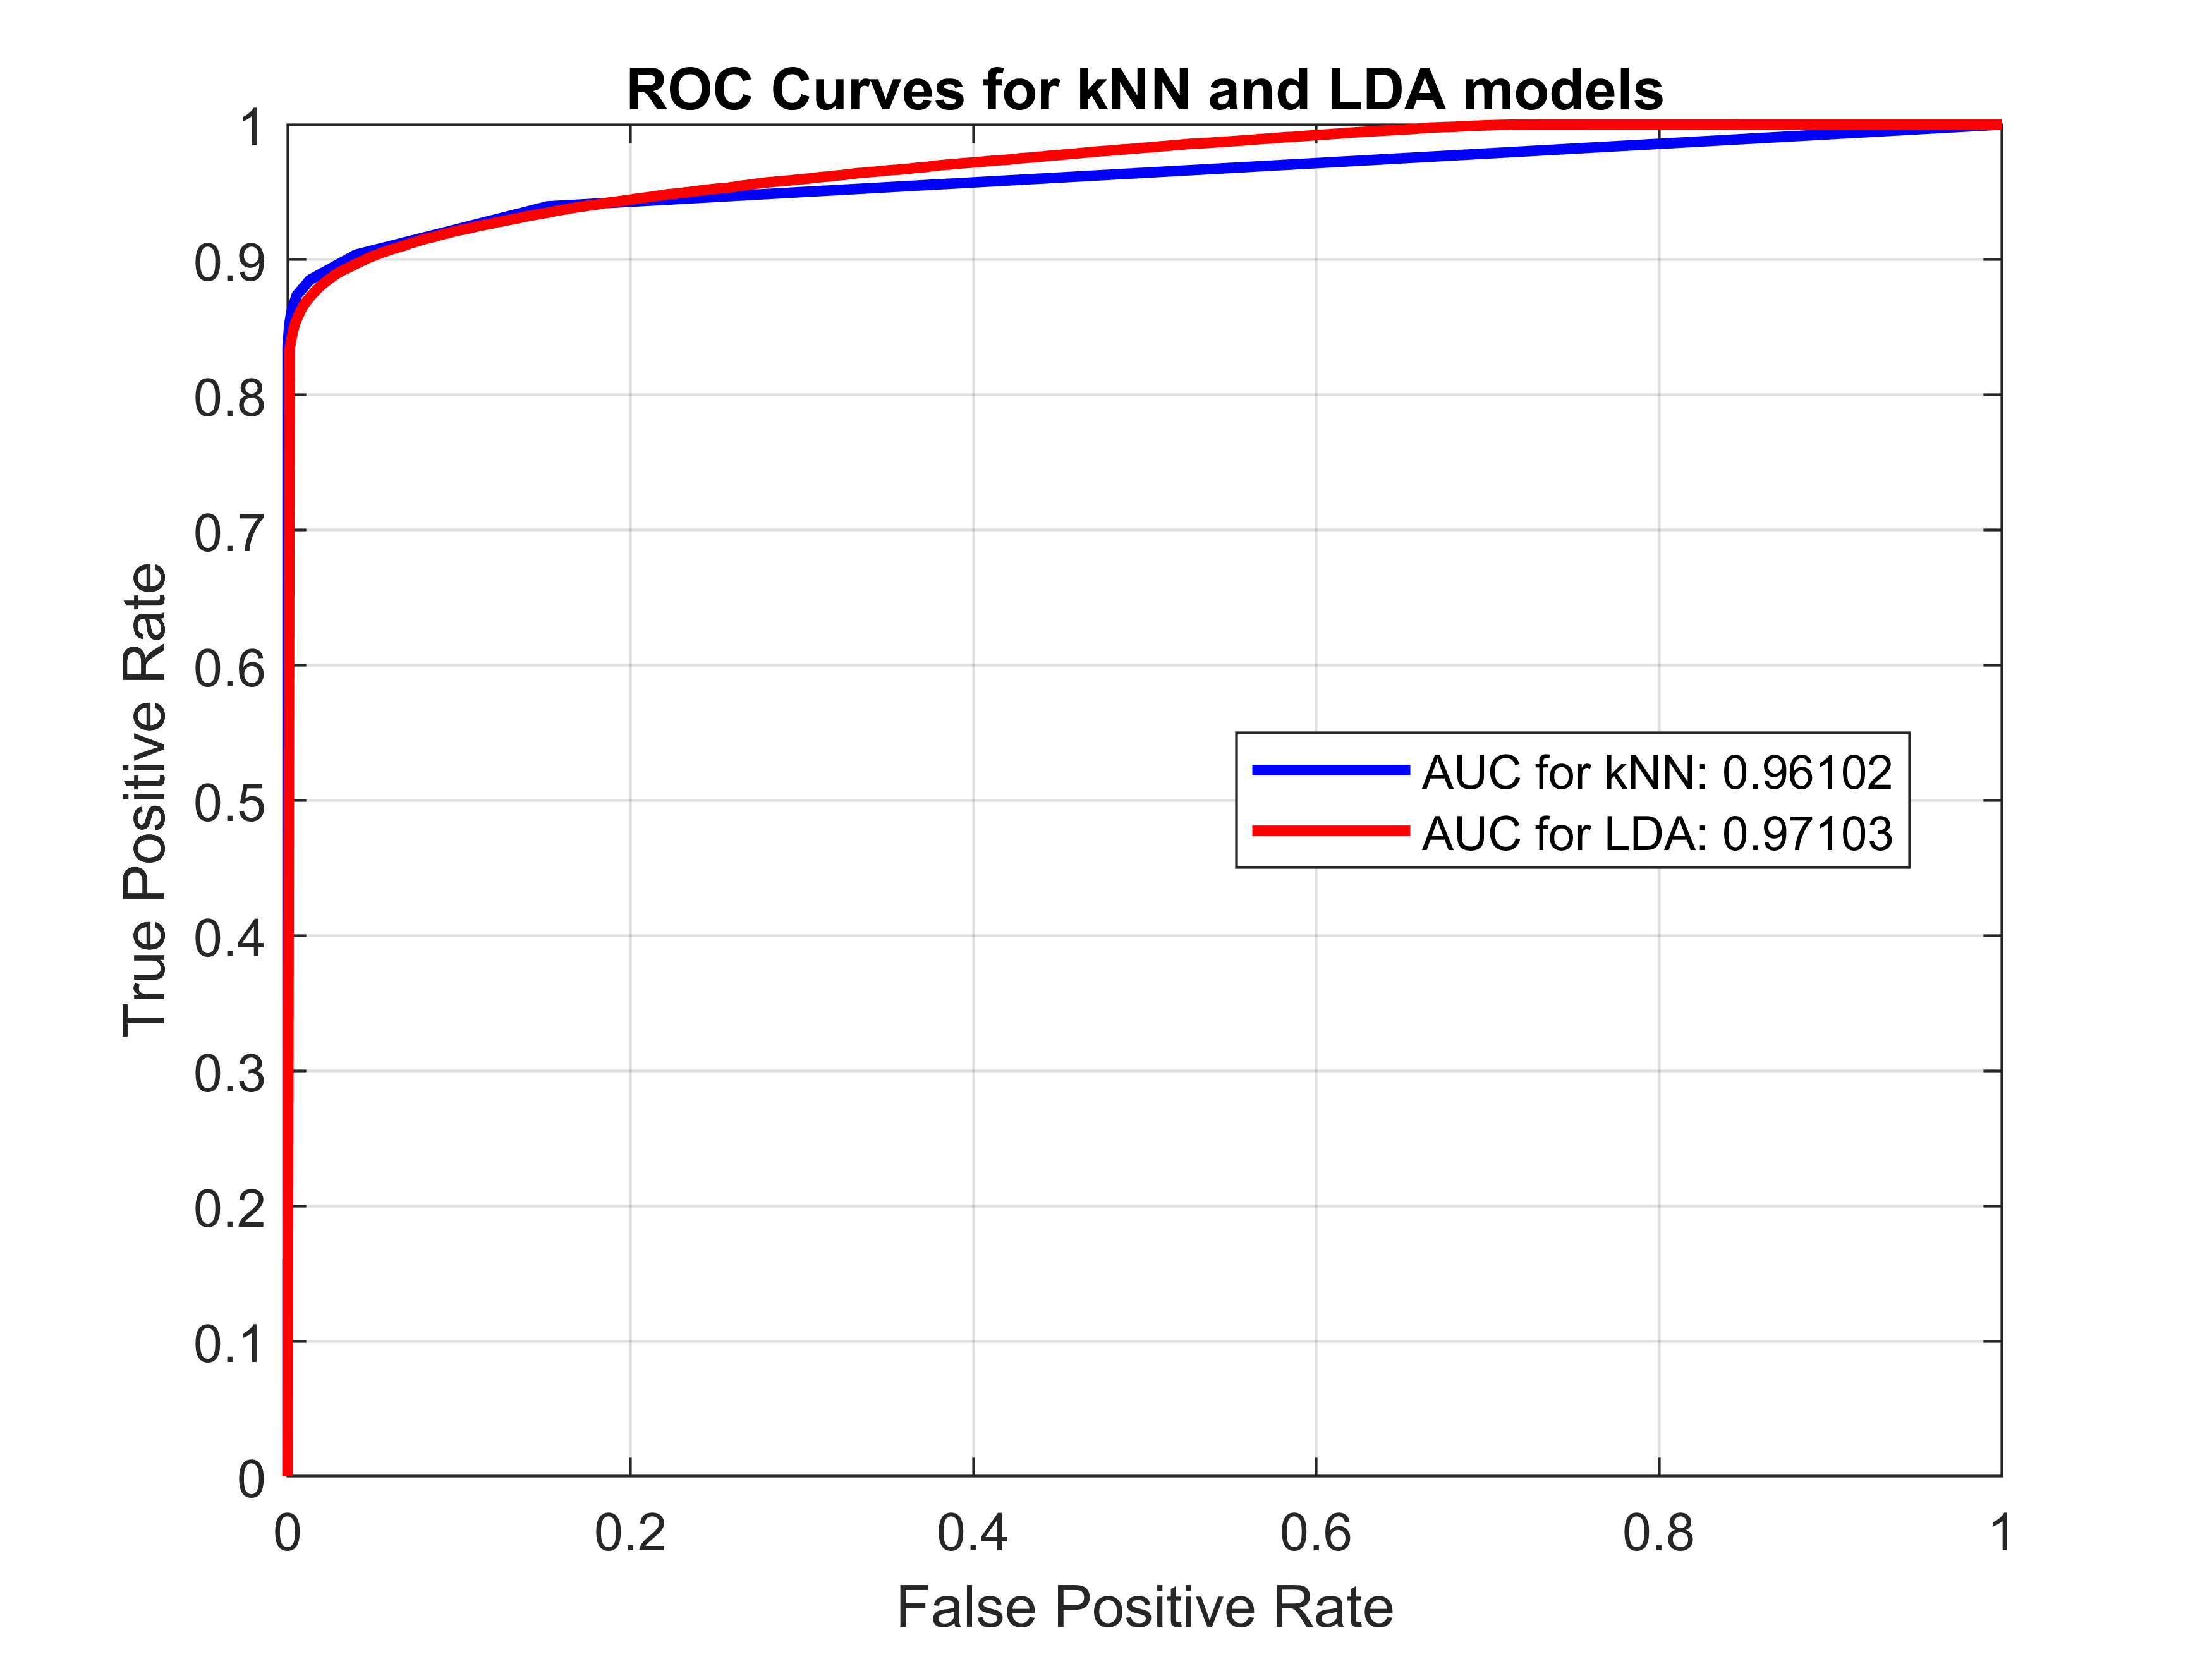 ROC Curves for kNN and LDA models
1
0.9
0.8
0.7
0.6
0.5
0.4
0.3
0.2
0.1
0
True Positive Rate
AUC for kNN: 0.96102
AUC for LDA: 0.97103
0 0.2 0.4 0.6 0.8 1
False Positive Rate